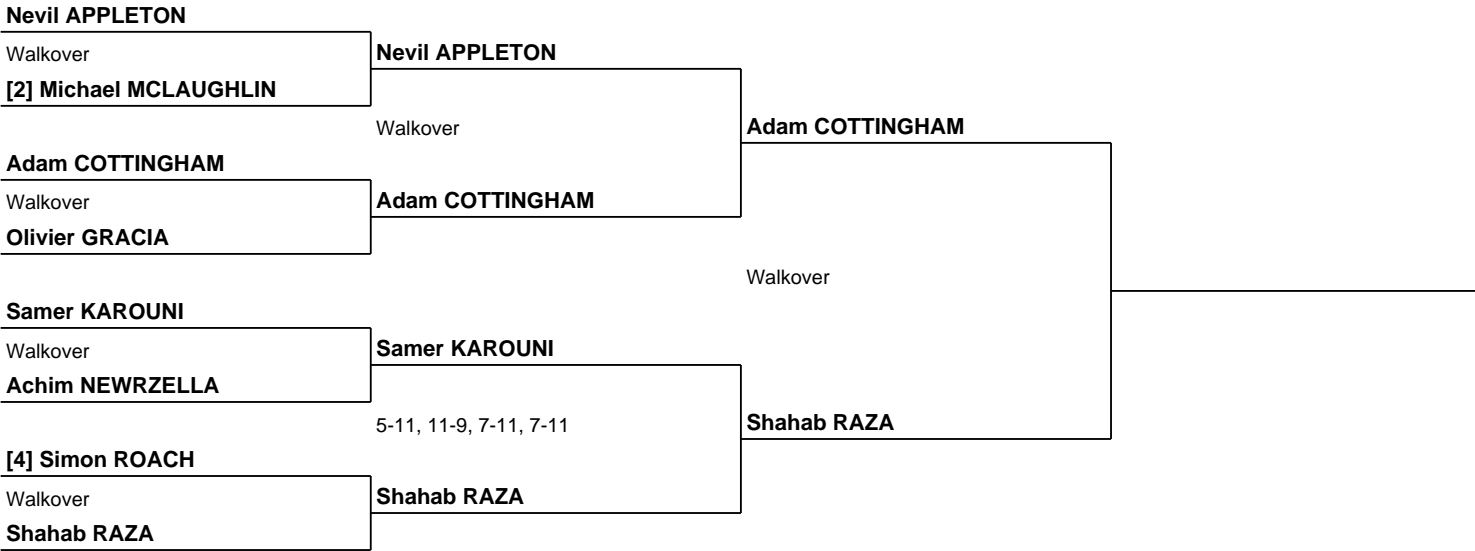 Nevil APPLETON
Walkover
Nevil APPLETON
[2] Michael MCLAUGHLIN
Walkover
Adam COTTINGHAM
Adam COTTINGHAM
Walkover
Adam COTTINGHAM
Olivier GRACIA
Walkover
Samer KAROUNI
Walkover
Samer KAROUNI
Achim NEWRZELLA
5-11, 11-9, 7-11, 7-11
Shahab RAZA
[4] Simon ROACH
Walkover
Shahab RAZA
Shahab RAZA